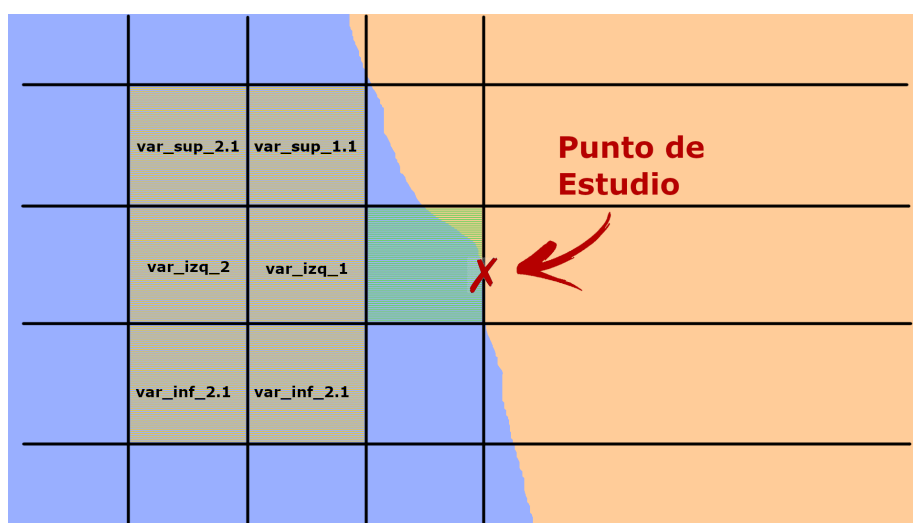 var_sup_2.1 var_sup_1.1
Punto de
Estudio
var_izq_2 var_izq_1
X
var_inf_2.1 var_inf_2.1